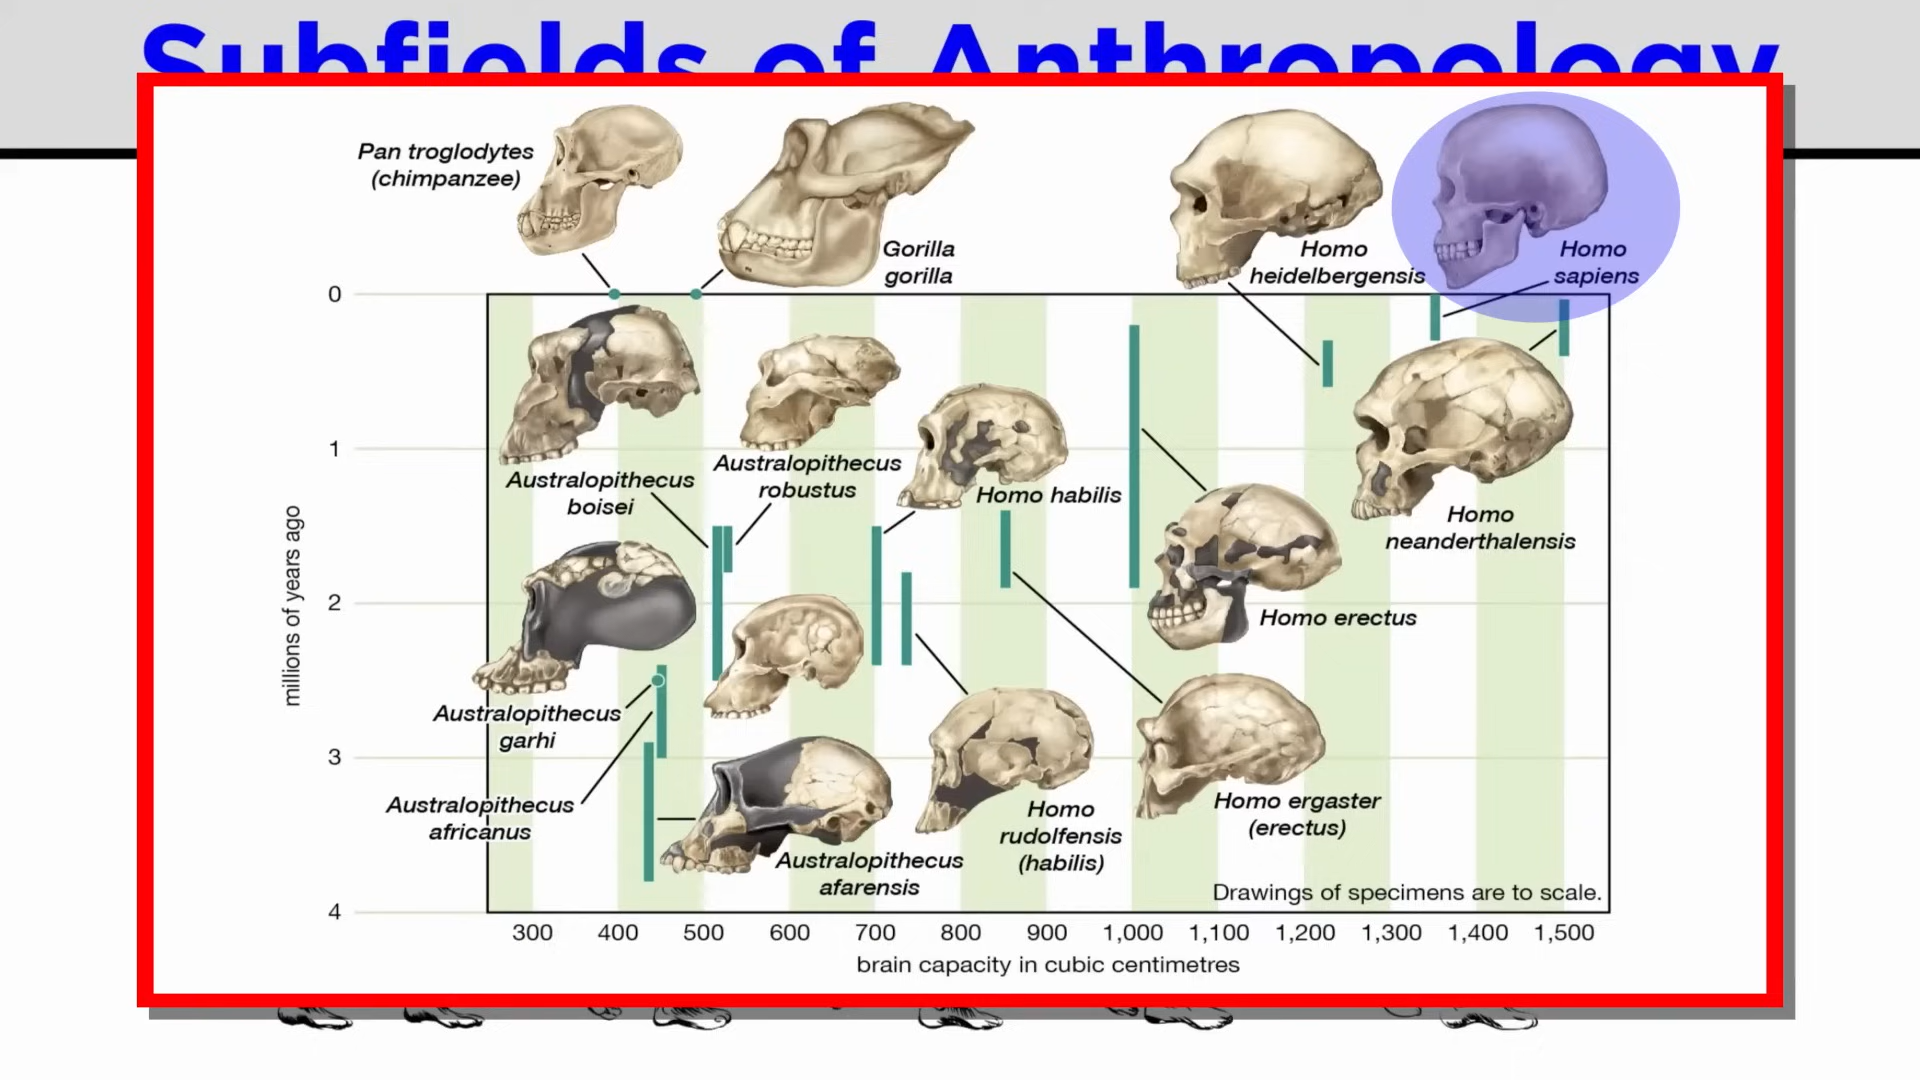 Subfields of Anthropology
Pan troglodytes
(chimpanzee)
Gorilla
gorilla
Homo
heidelbergensis
Homo
sapiens
0
1
2
3
4
millions of years ago
Australopithecus
boisei
Australopithecus
robustus
Homo habilis
Homo
neanderthalensis
Homo erectus
Australopithecus
garhi
Australopithecus
africanus
Australopithecus
afarensis
Homo
rudolfensis
(habilis)
Homo ergaster
(erectus)
Drawings of specimens are to scale.
300 400 500 600 700 800 900 1,000 1,100 1,200 1,300 1,400 1,500
brain capacity in cubic centimetres